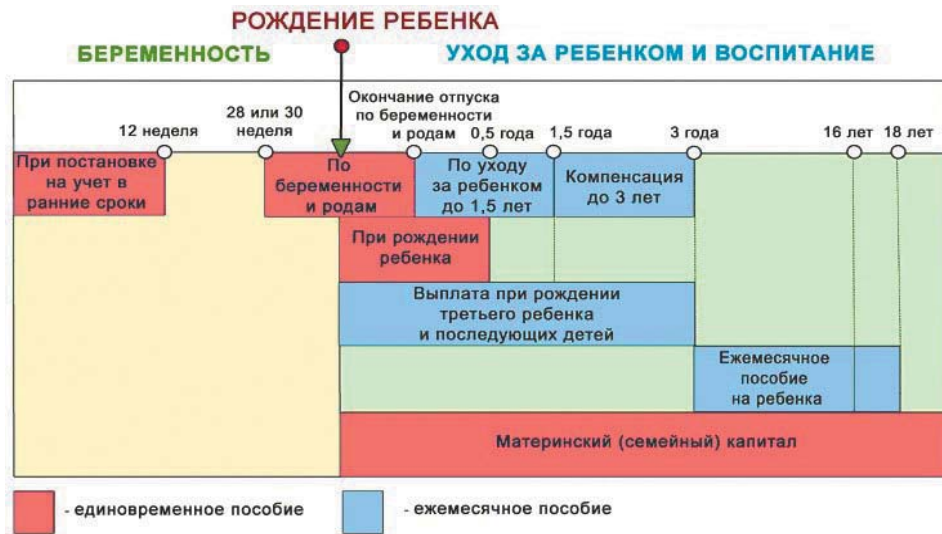 РОЖДЕНИЕ РЕБЕНКА
БЕРЕМЕННОСТЬ
УХОД ЗА РЕБЕНКОМ И ВОСПИТАНИЕ
12 неделя
28 или 30
неделя
Окончание отпуска
по беременности
и родам
0,5 года
1,5 года
3 года
16 лет
18 лет
При постановке
на учет в
ранние сроки
По
беременности
и родам
По уходу
за ребенком
до 1,5 лет
Компенсация
до 3 лет
При рождении
ребенка
Выплата при рождении
третьего ребенка
и последующих детей
Ежемесячное
пособие
на ребенка
Материнский (семейный) капитал
- единовременное пособие
- ежемесячное пособие